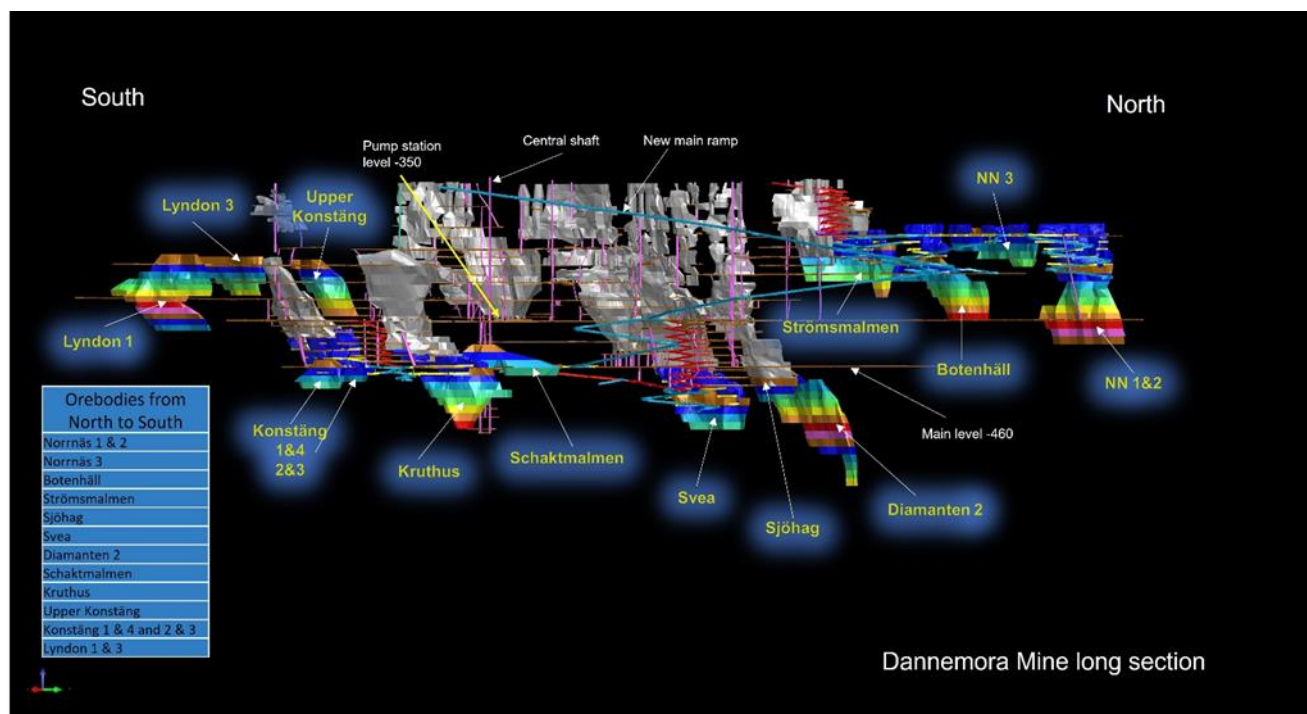 South
North
Pump station
level -350
Central shaft
New main ramp
NN 3
Lyndon 3
Upper
Konstäng
Lyndon 1
Strömsmalmen
Botenhäll
NN 1&2
Konstäng
1&4
2&3
Kruthus
Schaktmalmen
Svea
Sjöhag
Diamanten 2
Main level -460
Orebodies from
North to South
Norrnäs 1 & 2
Norrnäs 3
Botenhäll
Strömsmalmen
Sjöhag
Svea
Diamanten 2
Schaktmalmen
Kruthus
Upper Konstäng
Konstäng 1 & 4 and 2 & 3
Lyndon 1 & 3
Dannemora Mine long section